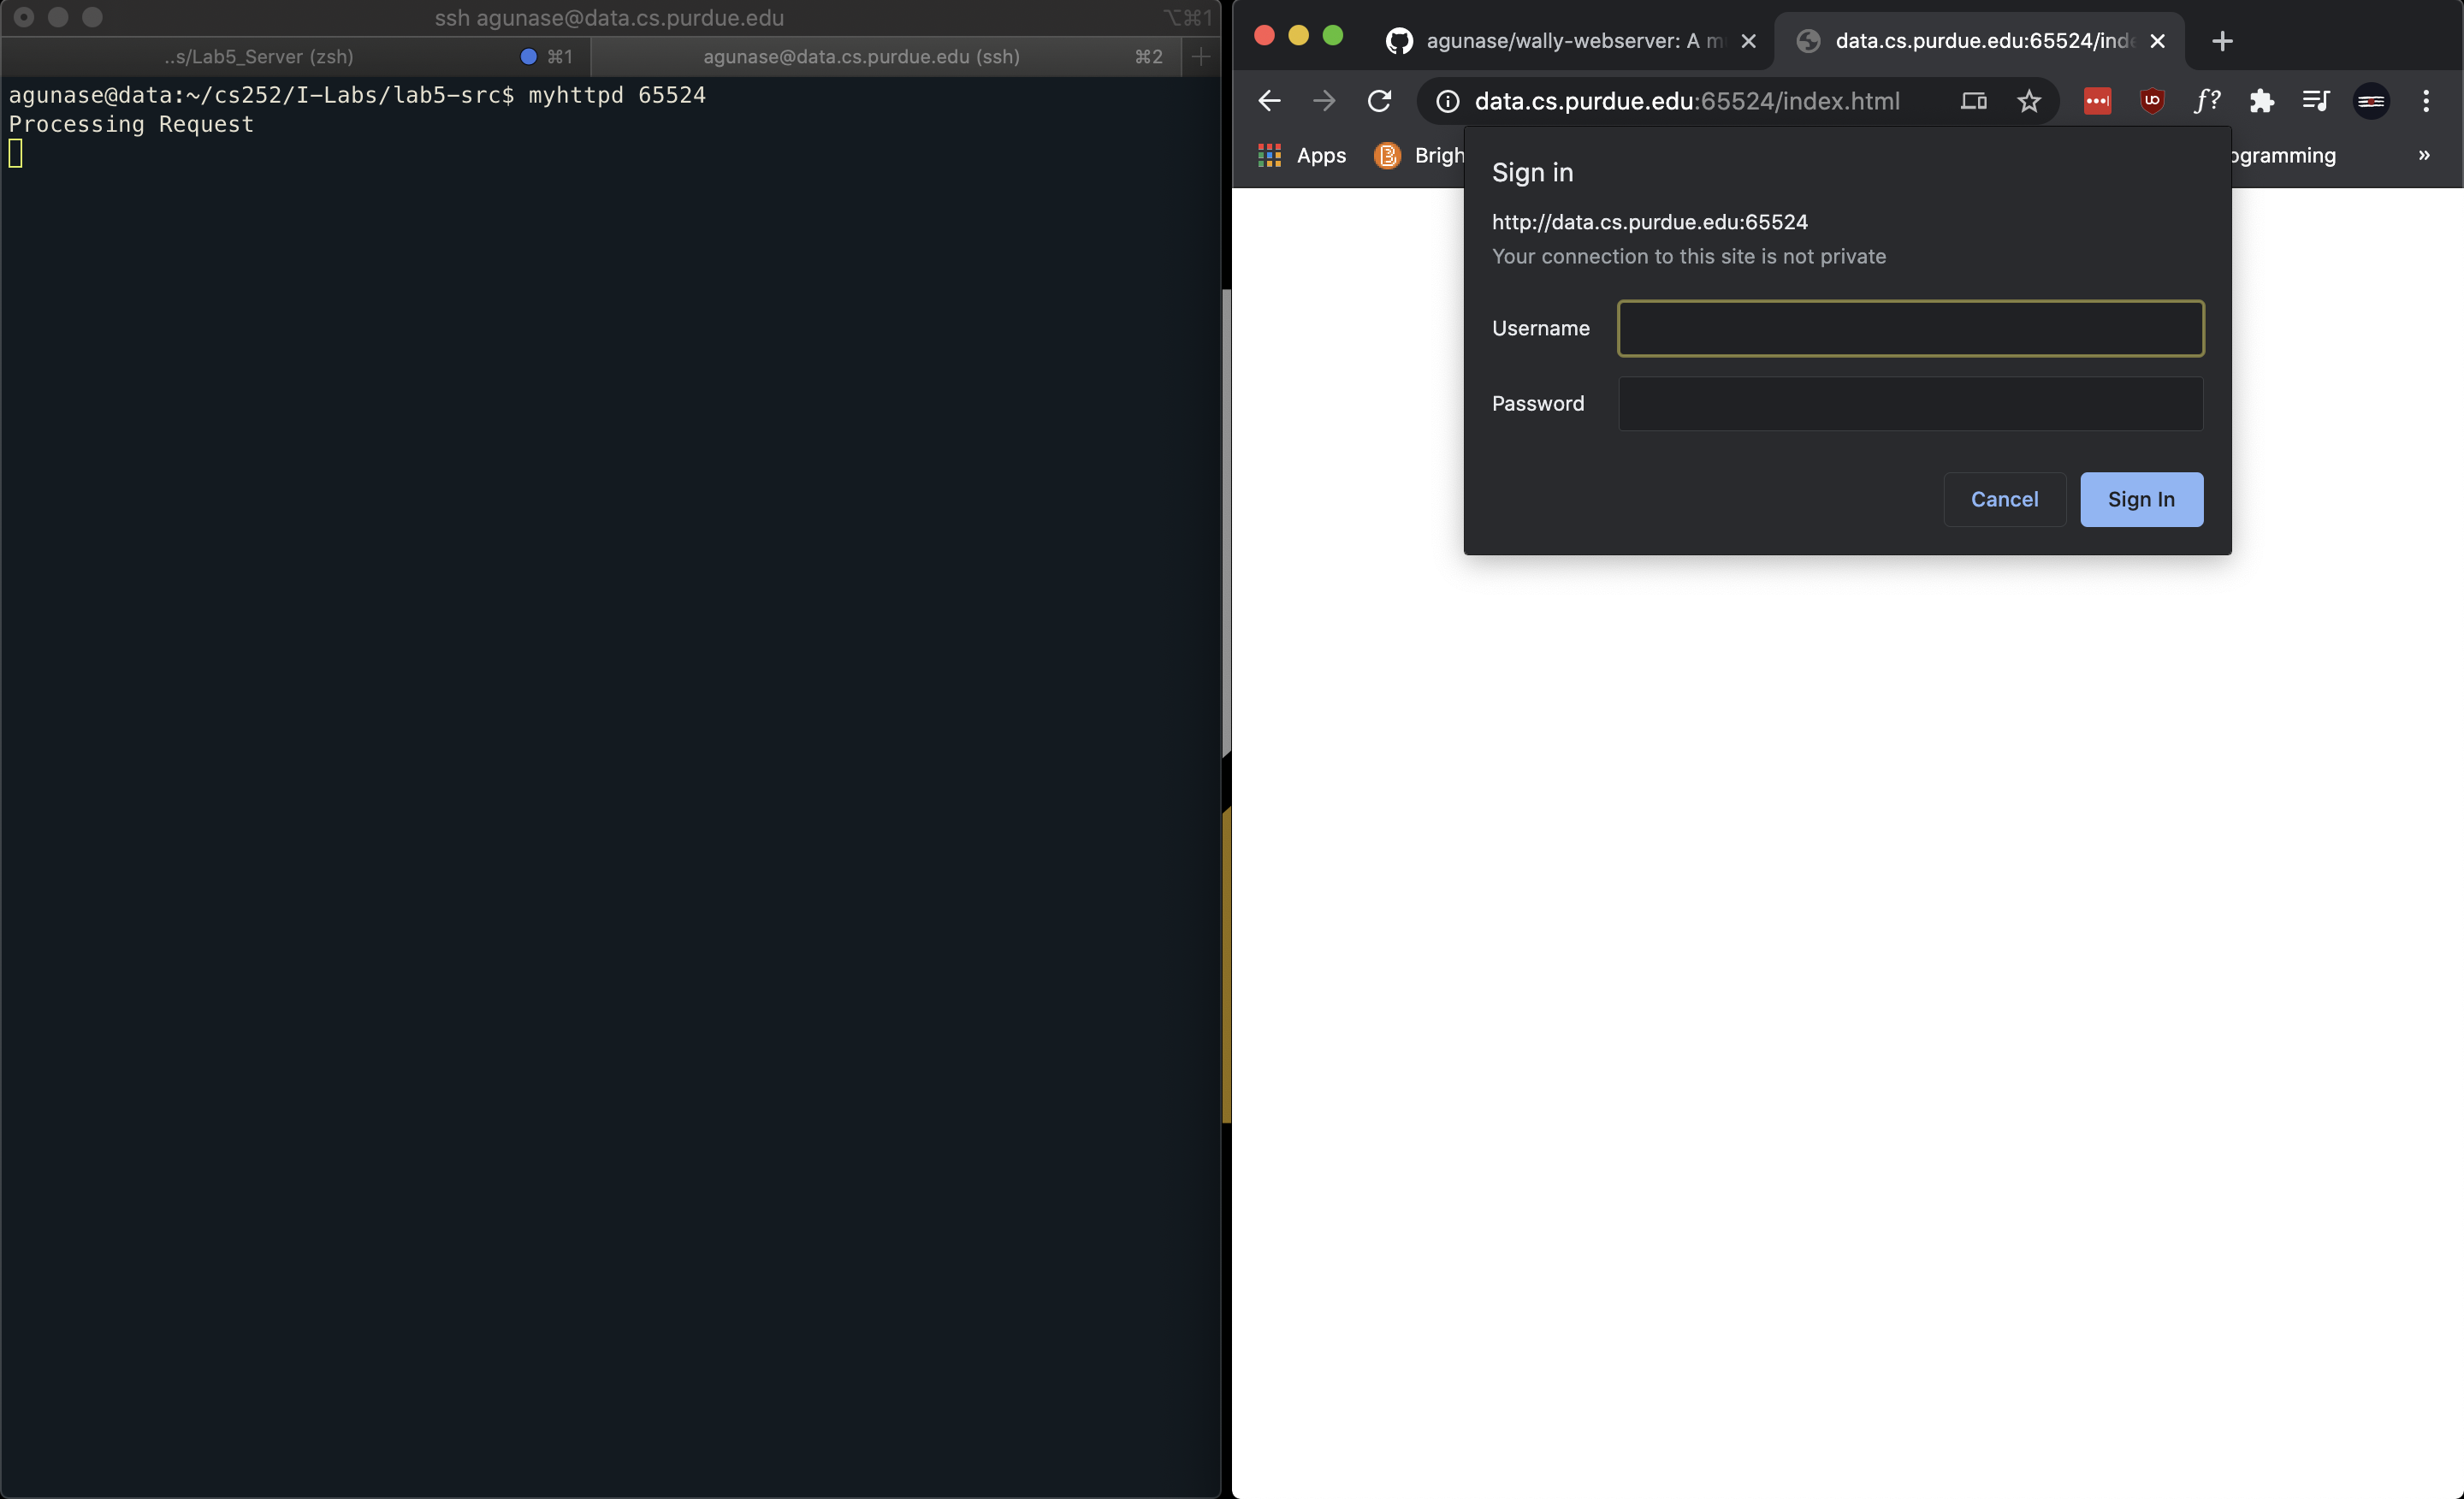 ssh agunase@data.cs.purdue.edu
⌥⌘1
..s/Lab5_Server (zsh)
⌘1
agunase@data.cs.purdue.edu (ssh)
⌘2
agunase@data:~/cs252/I-Labs/lab5-src$ myhttpd 65524
Processing Request
agunase/wally-webserver: A m
data.cs.purdue.edu:65524/inde
data.cs.purdue.edu:65524/index.html
f?
Apps
Brigh
ogramming
»
Sign in
http://data.cs.purdue.edu:65524
Your connection to this site is not private
Username
Password
Cancel
Sign In